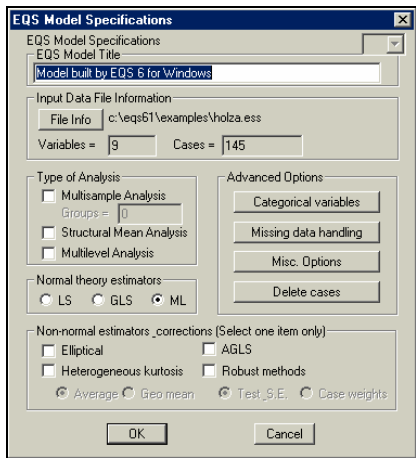 EQS Model Specifications
EQS Model Specifications
EQS Model Title
Model built by EQS 6 for Windows
Input Data File Information
File Info c:\eqs61\examples\holza.ess
Variables = 9 Cases = 145
Type of Analysis
Multisample Analysis
Groups = 0
Structural Mean Analysis
Multilevel Analysis
Advanced Options
Categorical variables
Missing data handling
Misc. Options
Delete cases
Normal theory estimators
LS GLS ML
Non-normal estimators_corrections (Select one item only)
Elliptical AGLS
Heterogeneous kurtosis Robust methods
Average Geo mean Test_S.E. Case weights
OK Cancel